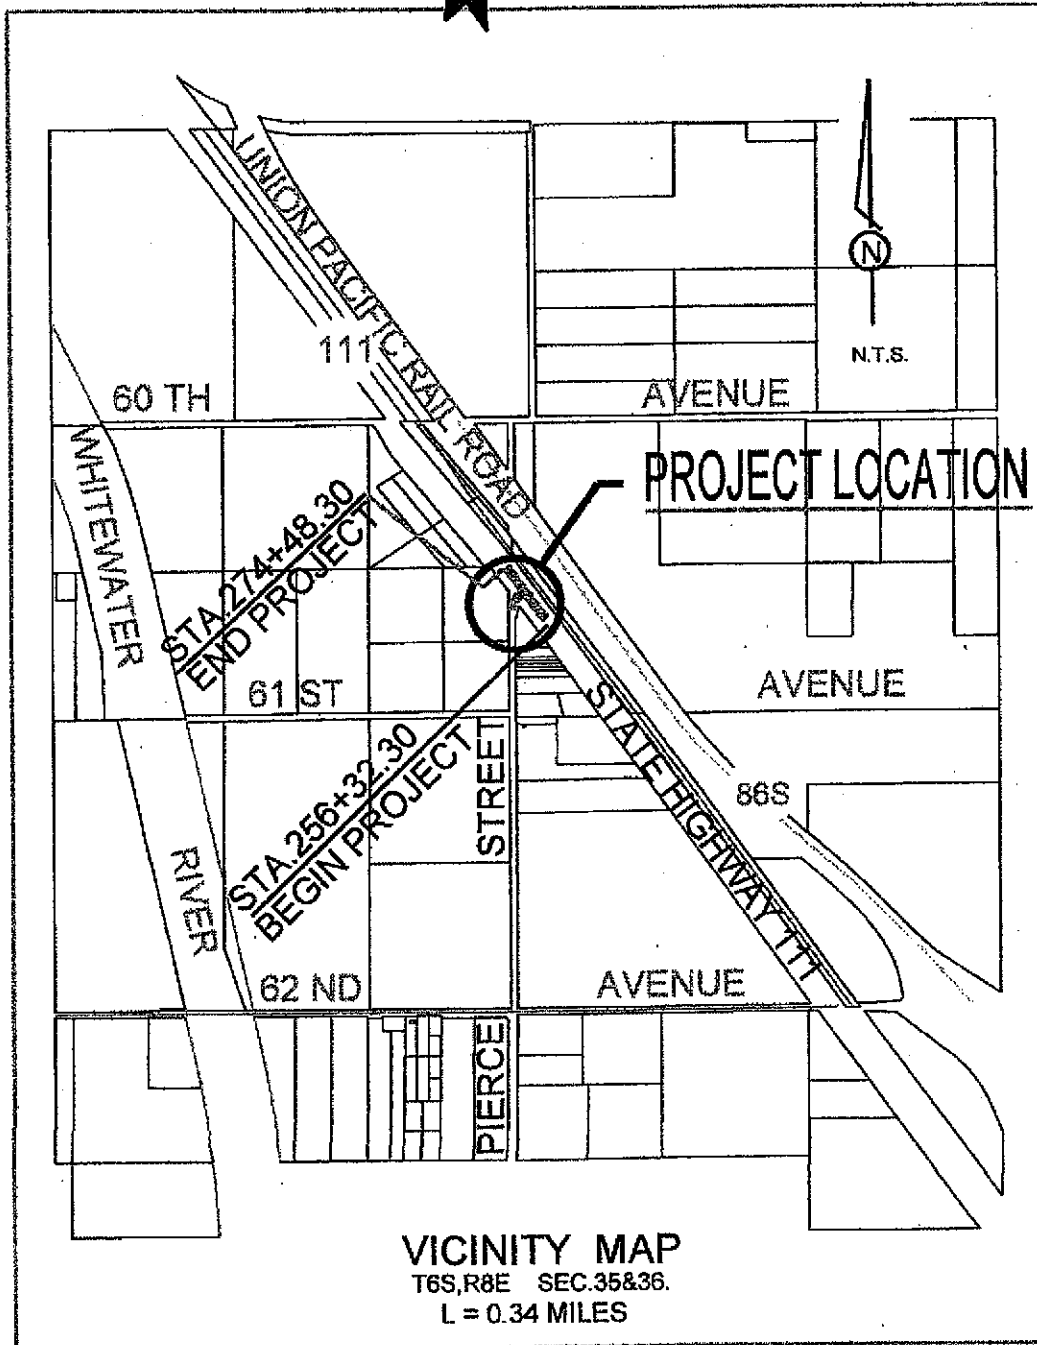 UNION PACIFIC RAIL ROAD
N
N.T.S.
111
60 TH
AVENUE
WHITEWATER
PROJECT LOCATION
STA.274+48.30
END PROJECT
61 ST
AVENUE
STATE HIGHWAY 111
STA.256+32.30
BEGIN PROJECT
STREET
86S
RIVER
62 ND
AVENUE
PIERCE
VICINITY MAP
T6S,R8E SEC.35&36.
L = 0.34 MILES